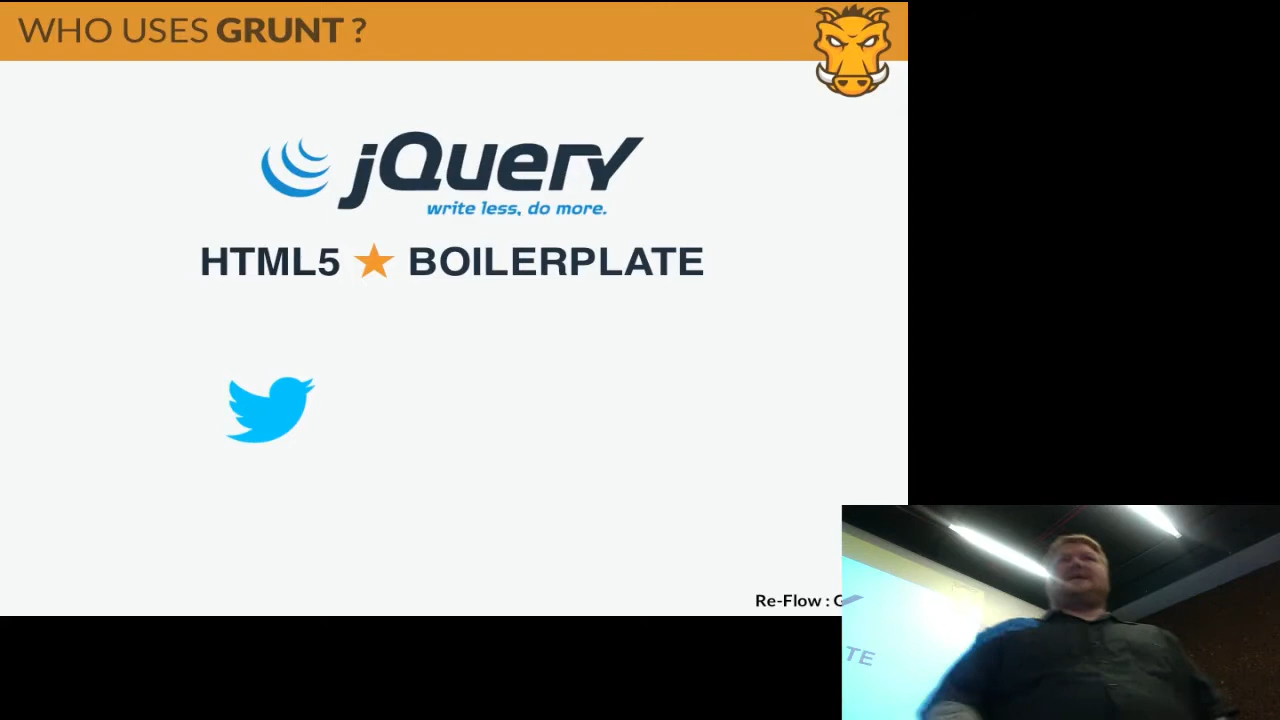 WHO USES GRUNT ?
jQuery
write less, do more.
HTML5 ★ BOILERPLATE
Re-Flow : G
TE